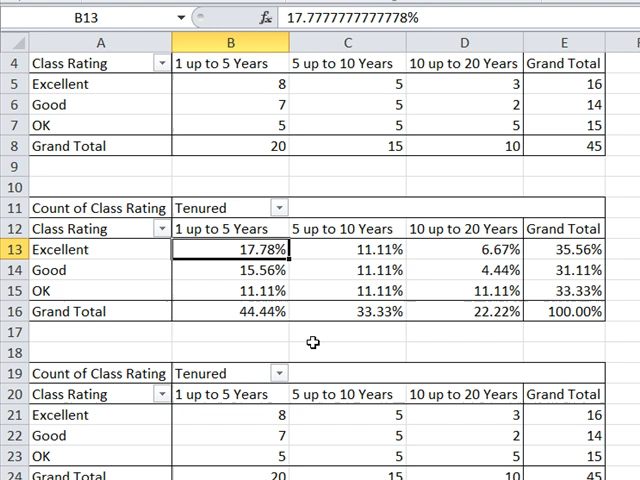 B13 fx 17.7777777777778%
A B C D E F
4 Class Rating 1 up to 5 Years 5 up to 10 Years 10 up to 20 Years Grand Total
5 Excellent 8 5 3 16
6 Good 7 5 2 14
7 OK 5 5 5 15
8 Grand Total 20 15 10 45
9
10
11 Count of Class Rating Tenured
12 Class Rating 1 up to 5 Years 5 up to 10 Years 10 up to 20 Years Grand Total
13 Excellent 17.78% 11.11% 6.67% 35.56%
14 Good 15.56% 11.11% 4.44% 31.11%
15 OK 11.11% 11.11% 11.11% 33.33%
16 Grand Total 44.44% 33.33% 22.22% 100.00%
17
18
19 Count of Class Rating Tenured
20 Class Rating 1 up to 5 Years 5 up to 10 Years 10 up to 20 Years Grand Total
21 Excellent 8 5 3 16
22 Good 7 5 2 14
23 OK 5 5 5 15
24 Grand Total 20 15 10 45